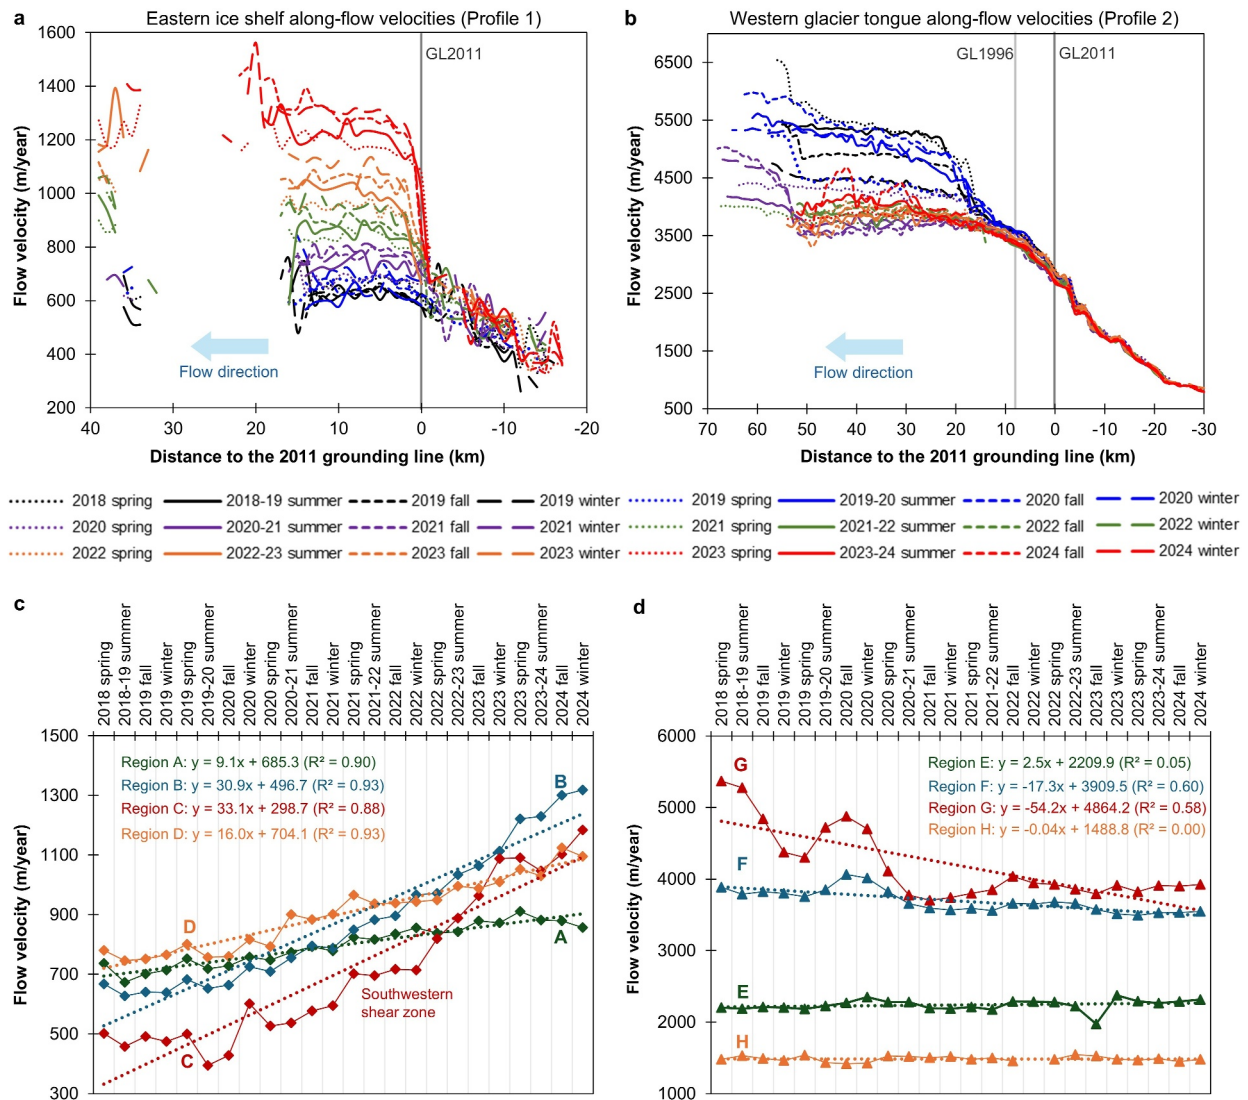 a
Eastern ice shelf along-flow velocities (Profile 1)
GL2011
1600
1400
1200
1000
800
600
400
200
Flow velocity (m/year)
Flow direction
40 30 20 10 0 -10 -20
Distance to the 2011 grounding line (km)
b
Western glacier tongue along-flow velocities (Profile 2)
GL1996
GL2011
6500
5500
4500
3500
2500
1500
500
Flow velocity (m/year)
Flow direction
70 60 50 40 30 20 10 0 -10 -20 -30
Distance to the 2011 grounding line (km)
2018 spring 2018-19 summer 2019 fall 2019 winter 2019 spring 2019-20 summer 2020 fall 2020 winter
2020 spring 2020-21 summer 2021 fall 2021 winter 2021 spring 2021-22 summer 2022 fall 2022 winter
2022 spring 2022-23 summer 2023 fall 2023 winter 2023 spring 2023-24 summer 2024 fall 2024 winter
c
2018 spring
2018-19 summer
2019 fall
2019 winter
2019 spring
2019-20 summer
2020 fall
2020 winter
2020 spring
2020-21 summer
2021 fall
2021 winter
2021 spring
2021-22 summer
2022 fall
2022 winter
2022 spring
2022-23 summer
2023 fall
2023 spring
2023-24 summer
2024 fall
2024 winter
1500
1300
1100
900
700
500
300
Flow velocity (m/year)
Region A: y = 9.1x + 685.3 (R² = 0.90)
Region B: y = 30.9x + 496.7 (R² = 0.93)
Region C: y = 33.1x + 298.7 (R² = 0.88)
Region D: y = 16.0x + 704.1 (R² = 0.93)
B
D
A
C
Southwestern
shear zone
d
2018 spring
2018-19 summer
2019 fall
2019 winter
2019 spring
2019-20 summer
2020 fall
2020 winter
2020 spring
2020-21 summer
2021 fall
2021 winter
2021 spring
2021-22 summer
2022 fall
2022 winter
2022 spring
2022-23 summer
2023 fall
2023 winter
2023 spring
2023-24 summer
2024 fall
2024 winter
6000
5000
4000
3000
2000
1000
Flow velocity (m/year)
Region E: y = 2.5x + 2209.9 (R² = 0.05)
Region F: y = -17.3x + 3909.5 (R² = 0.60)
Region G: y = -54.2x + 4864.2 (R² = 0.58)
Region H: y = -0.04x + 1488.8 (R² = 0.00)
G
F
E
H